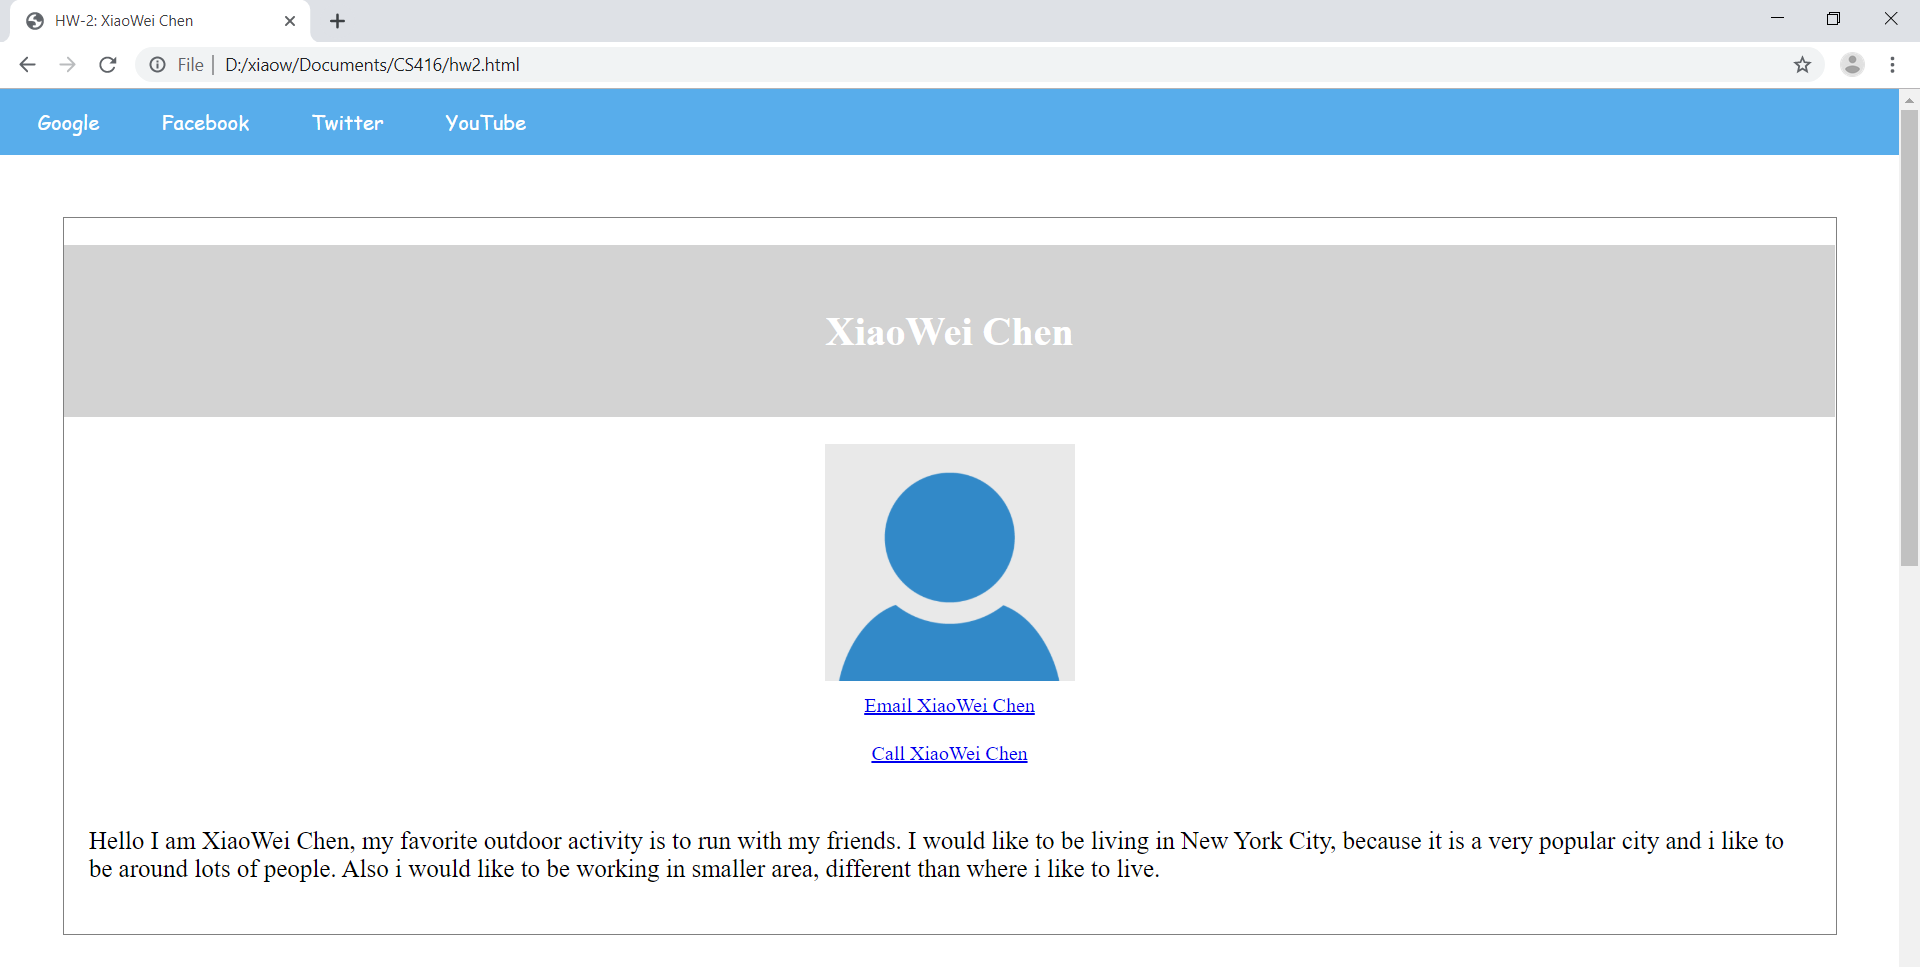 HW-2: XiaoWei Chen
File | D:/xiaow/Documents/CS416/hw2.html
Google Facebook Twitter YouTube
XiaoWei Chen
Email XiaoWei Chen
Call XiaoWei Chen
Hello I am XiaoWei Chen, my favorite outdoor activity is to run with my friends. I would like to be living in New York City, because it is a very popular city and i like to
be around lots of people. Also i would like to be working in smaller area, different than where i like to live.